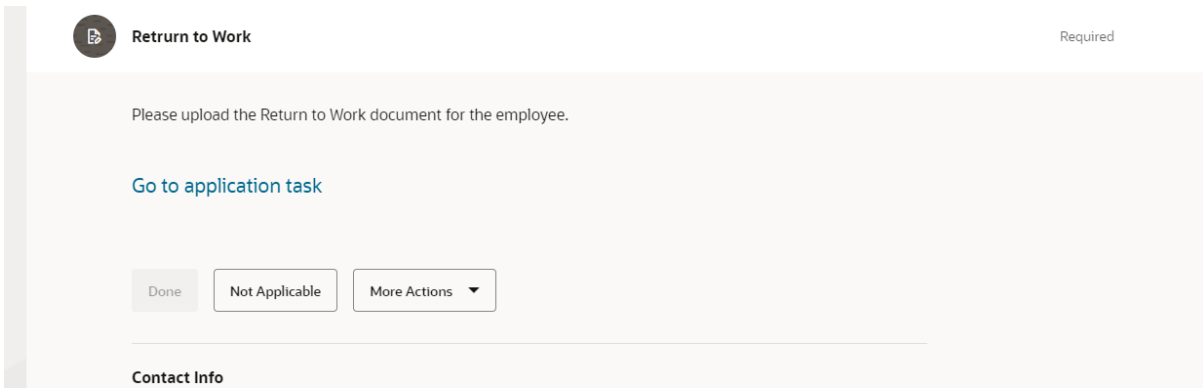 Retrurn to Work
Required
Please upload the Return to Work document for the employee.
Go to application task
Done
Not Applicable
More Actions
Contact Info